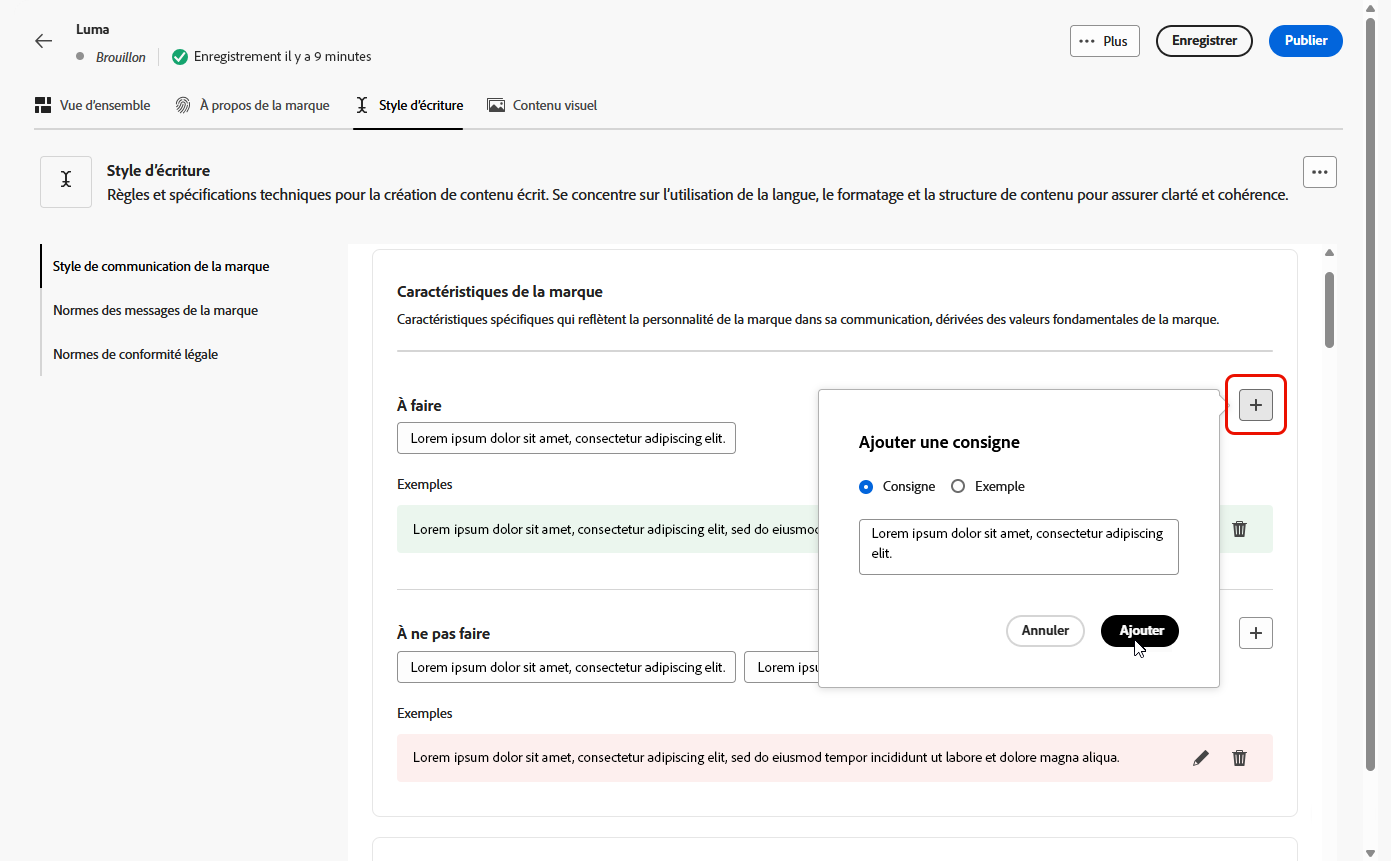 Luma
Brouillon
Enregistrement il y a 9 minutes
Plus
Enregistrer
Publier
Vue d'ensemble
À propos de la marque
Style d'écriture
Contenu visuel
Style d'écriture
Règles et spécifications techniques pour la création de contenu écrit. Se concentre sur l'utilisation de la langue, le formatage et la structure de contenu pour assurer clarté et cohérence.
Style de communication de la marque
Normes des messages de la marque
Normes de conformité légale
Caractéristiques de la marque
Caractéristiques spécifiques qui reflètent la personnalité de la marque dans sa communication, dérivées des valeurs fondamentales de la marque.
À faire
Lorem ipsum dolor sit amet, consectetur adipiscing elit.
Exemples
Lorem ipsum dolor sit amet, consectetur adipiscing elit, sed do eiusmo
Ajouter une consigne
Consigne
Exemple
Lorem ipsum dolor sit amet, consectetur adipiscing
elit.
Annuler
Ajouter
À ne pas faire
Lorem ipsum dolor sit amet, consectetur adipiscing elit.
Lorem ipsu
Exemples
Lorem ipsum dolor sit amet, consectetur adipiscing elit, sed do eiusmod tempor incididunt ut labore et dolore magna aliqua.